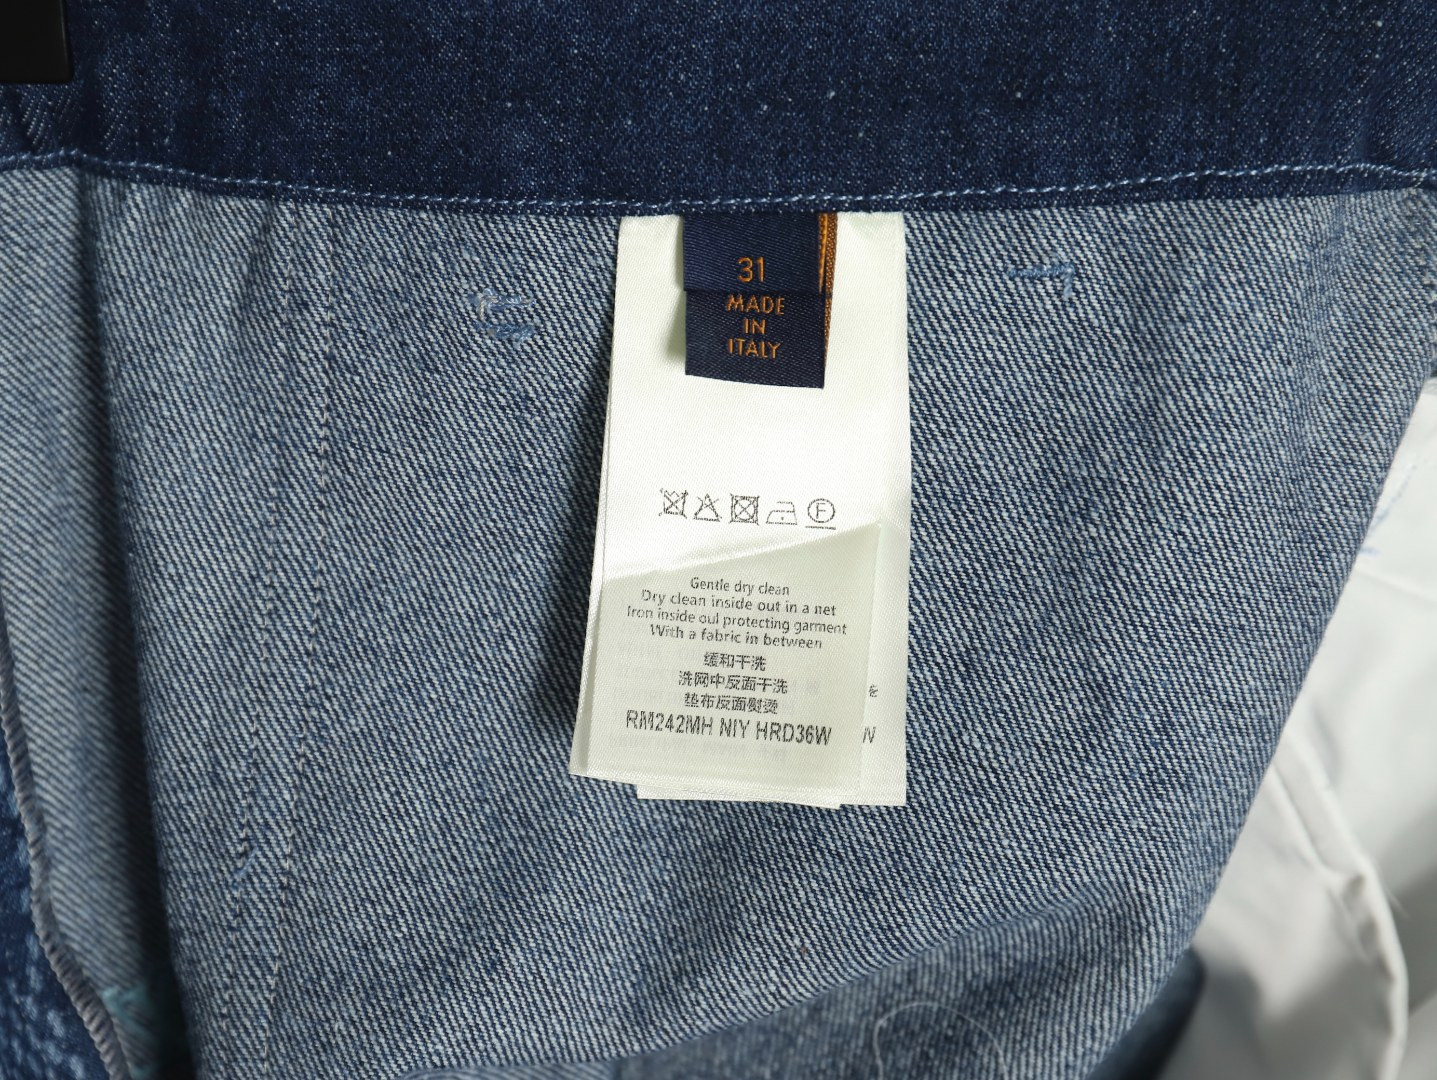 31
MADE
IN
ITALY
F
Gentle dry clean
Dry clean inside out in a net
Iron inside oul protecting garment
With a fabric in between
缓和干洗
洗网中反面干洗
垫布反面熨烫
RM242MH NIY HRD36W
を
W